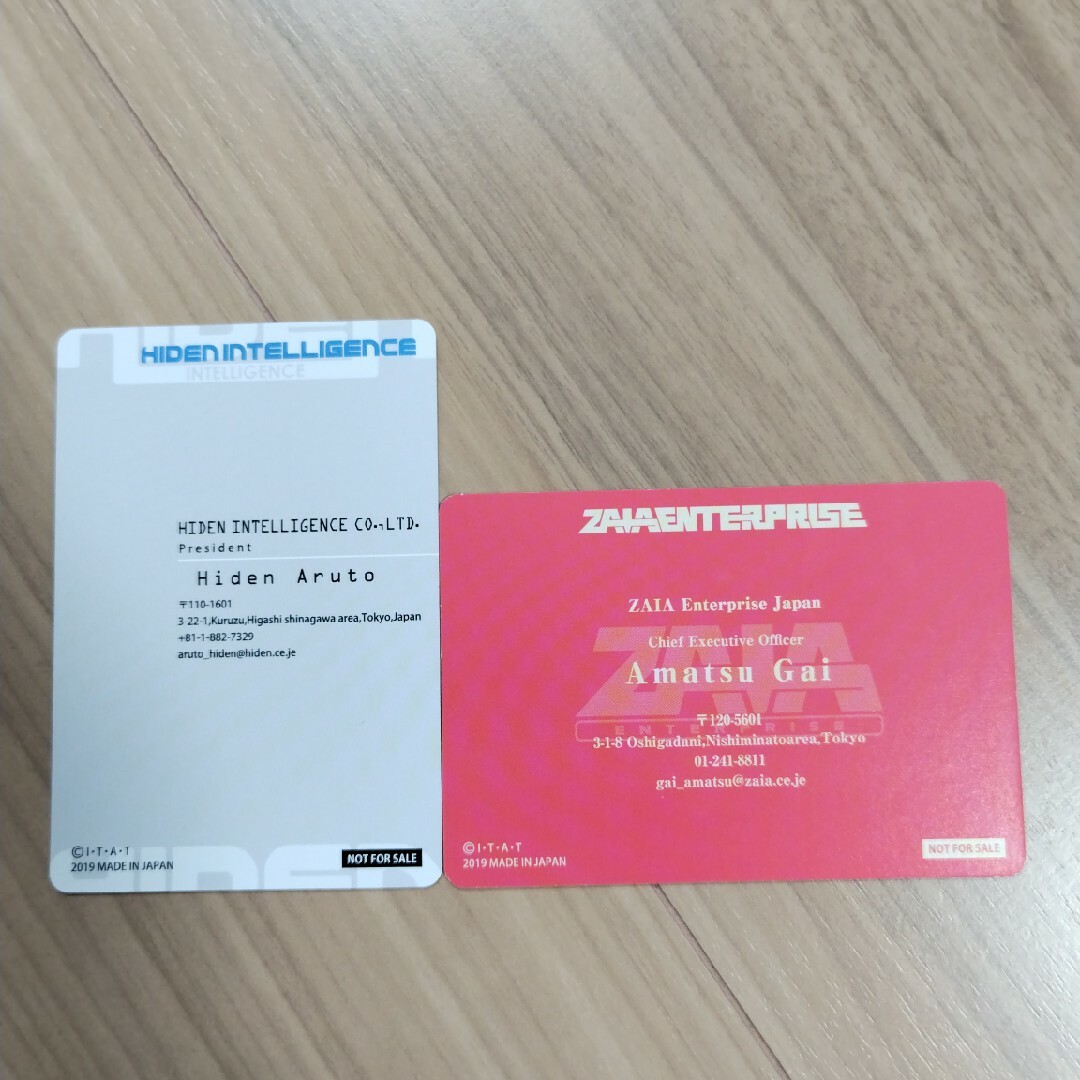 HIDEN INTELLIGENCE
INTELLIGENCE
HIDEN INTELLIGENCE CO.,LTD.
President
Hiden Aruto
〒110-1601
3-22-1,Kuruzu,Higashi shinagawa area,Tokyo,Japan
+81-1-882-7329
aruto_hiden@hiden.ce.je
©I・T・A・T
2019 MADE IN JAPAN
NOT FOR SALE
HIDEN
ZAIAENTERPRISE
ZAIA Enterprise Japan
Chief Executive Officer
Amatsu Gai
ZAIA
ENTERPRISE
〒120-5601
3-1-8 Oshigadani,Nishiminatoarea,Tokyo
01-241-8811
gai_amatsu@zaia.ce.je
©I・T・A・T
2019 MADE IN JAPAN
NOT FOR SALE